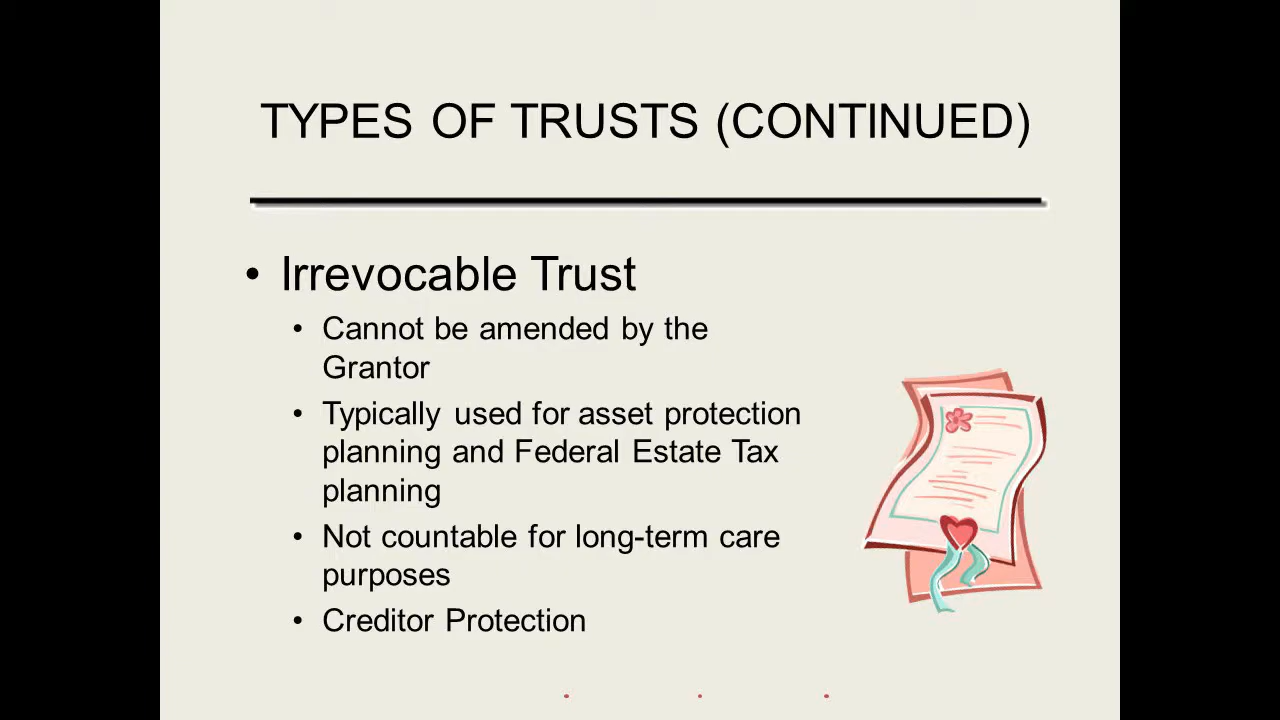 TYPES OF TRUSTS (CONTINUED)
• Irrevocable Trust
• Cannot be amended by the
Grantor
• Typically used for asset protection
planning and Federal Estate Tax
planning
• Not countable for long-term care
purposes
• Creditor Protection